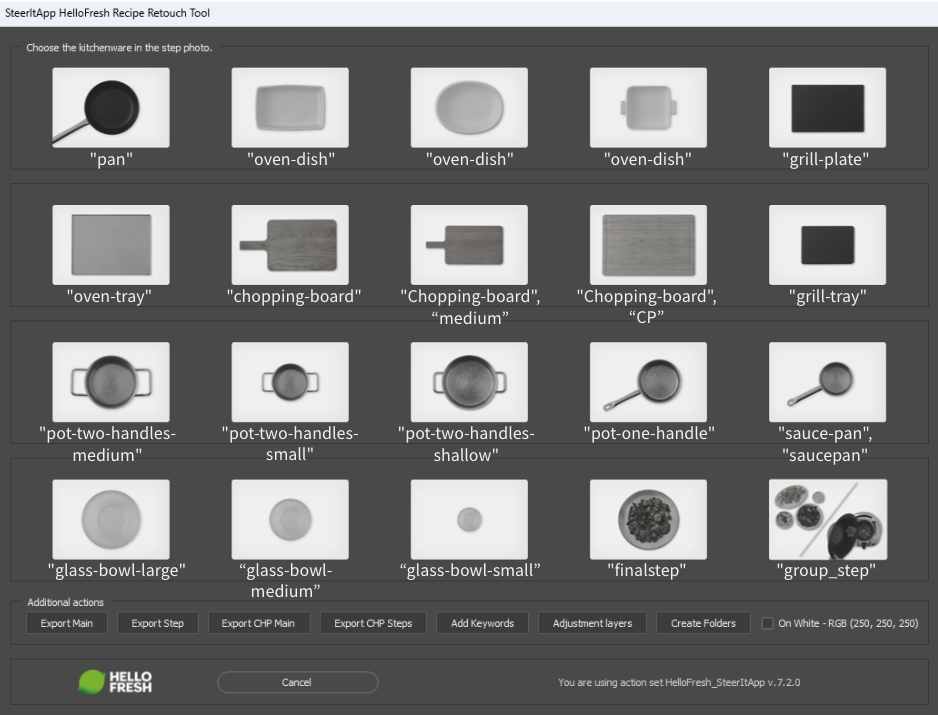 SteerItApp HelloFresh Recipe Retouch Tool
Choose the kitchenware in the step photo.
"pan" "oven-dish" "oven-dish" "oven-dish" "grill-plate"
"oven-tray" "chopping-board" "Chopping-board", "Chopping-board", "grill-tray"
“medium” “CP”
"pot-two-handles- "pot-two-handles- "pot-two-handles- "pot-one-handle" "sauce-pan",
medium" small" shallow" "saucepan"
"glass-bowl-large" “glass-bowl- “glass-bowl-small” "finalstep" "group_step"
medium”
Additional actions
Export Main Export Step Export CHP Main Export CHP Steps Add Keywords Adjustment layers Create Folders On White - RGB (250, 250, 250)
HELLO
FRESH
Cancel
You are using action set HelloFresh_SteerItApp v.7.2.0